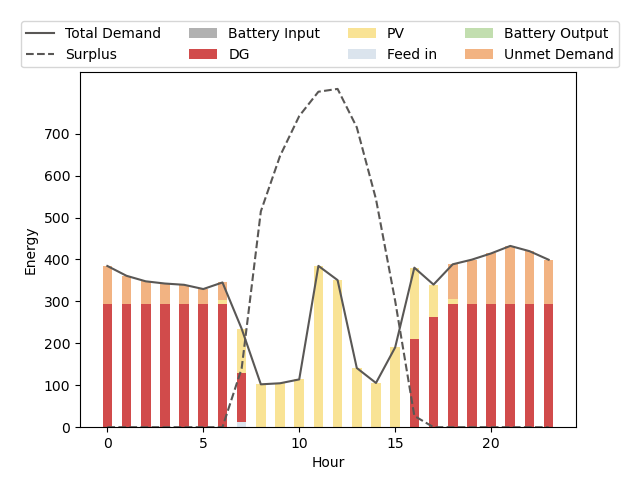 Total Demand Battery Input PV Battery Output
Surplus DG Feed in Unmet Demand
700
600
500
400
300
200
100
0
Energy
0 5 10 15 20
Hour